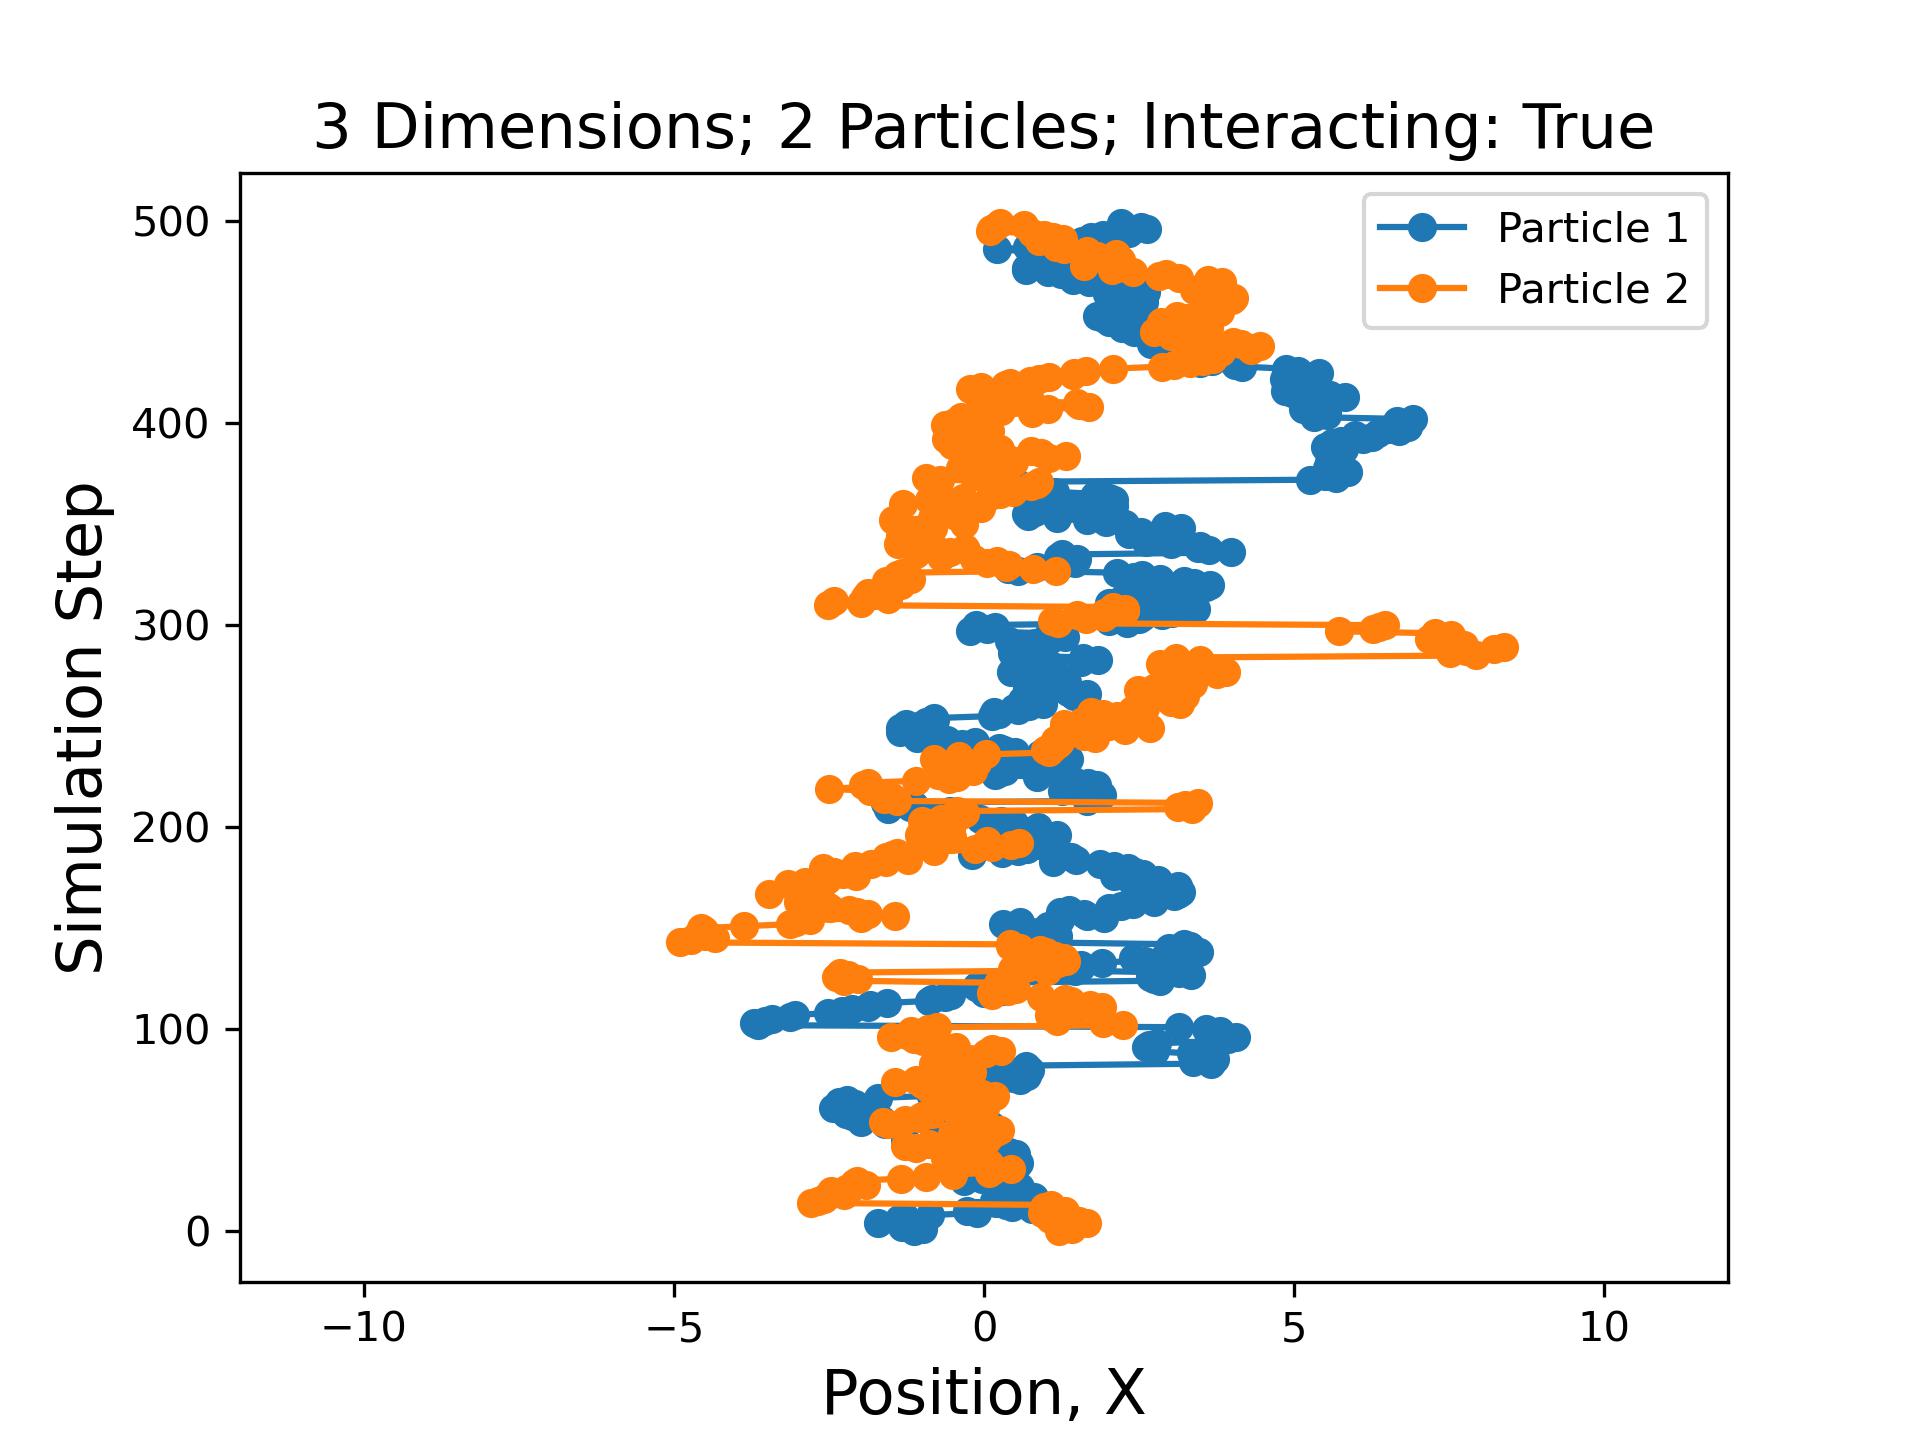 3 Dimensions; 2 Particles; Interacting: True
Particle 1
Particle 2
500
400
300
200
100
0
Simulation Step
−10
−5
0
5
10
Position, X